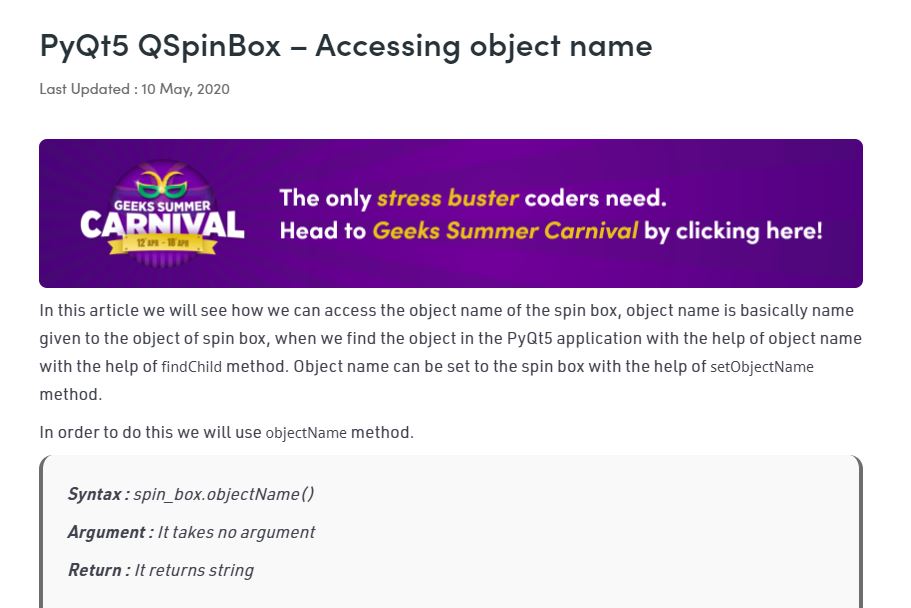 PyQt5 QSpinBox – Accessing object name
Last Updated : 10 May, 2020
GEEKS SUMMER
CARNIVAL
12 APR - 18 APR
The only stress buster coders need.
Head to Geeks Summer Carnival by clicking here!
In this article we will see how we can access the object name of the spin box, object name is basically name
given to the object of spin box, when we find the object in the PyQt5 application with the help of object name
with the help of findChild method. Object name can be set to the spin box with the help of setObjectName
method.
In order to do this we will use objectName method.
Syntax : spin_box.objectName()
Argument : It takes no argument
Return : It returns string